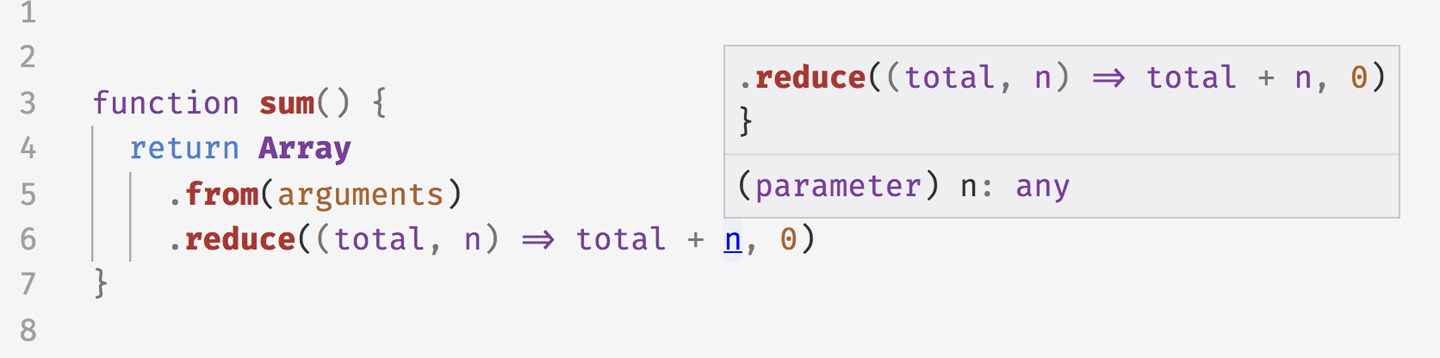 1
2
3 function sum() {
4 return Array
5 .from(arguments)
6 .reduce((total, n) => total + n, 0)
7 }
8
.reduce((total, n) => total + n, 0)
}
(parameter) n: any